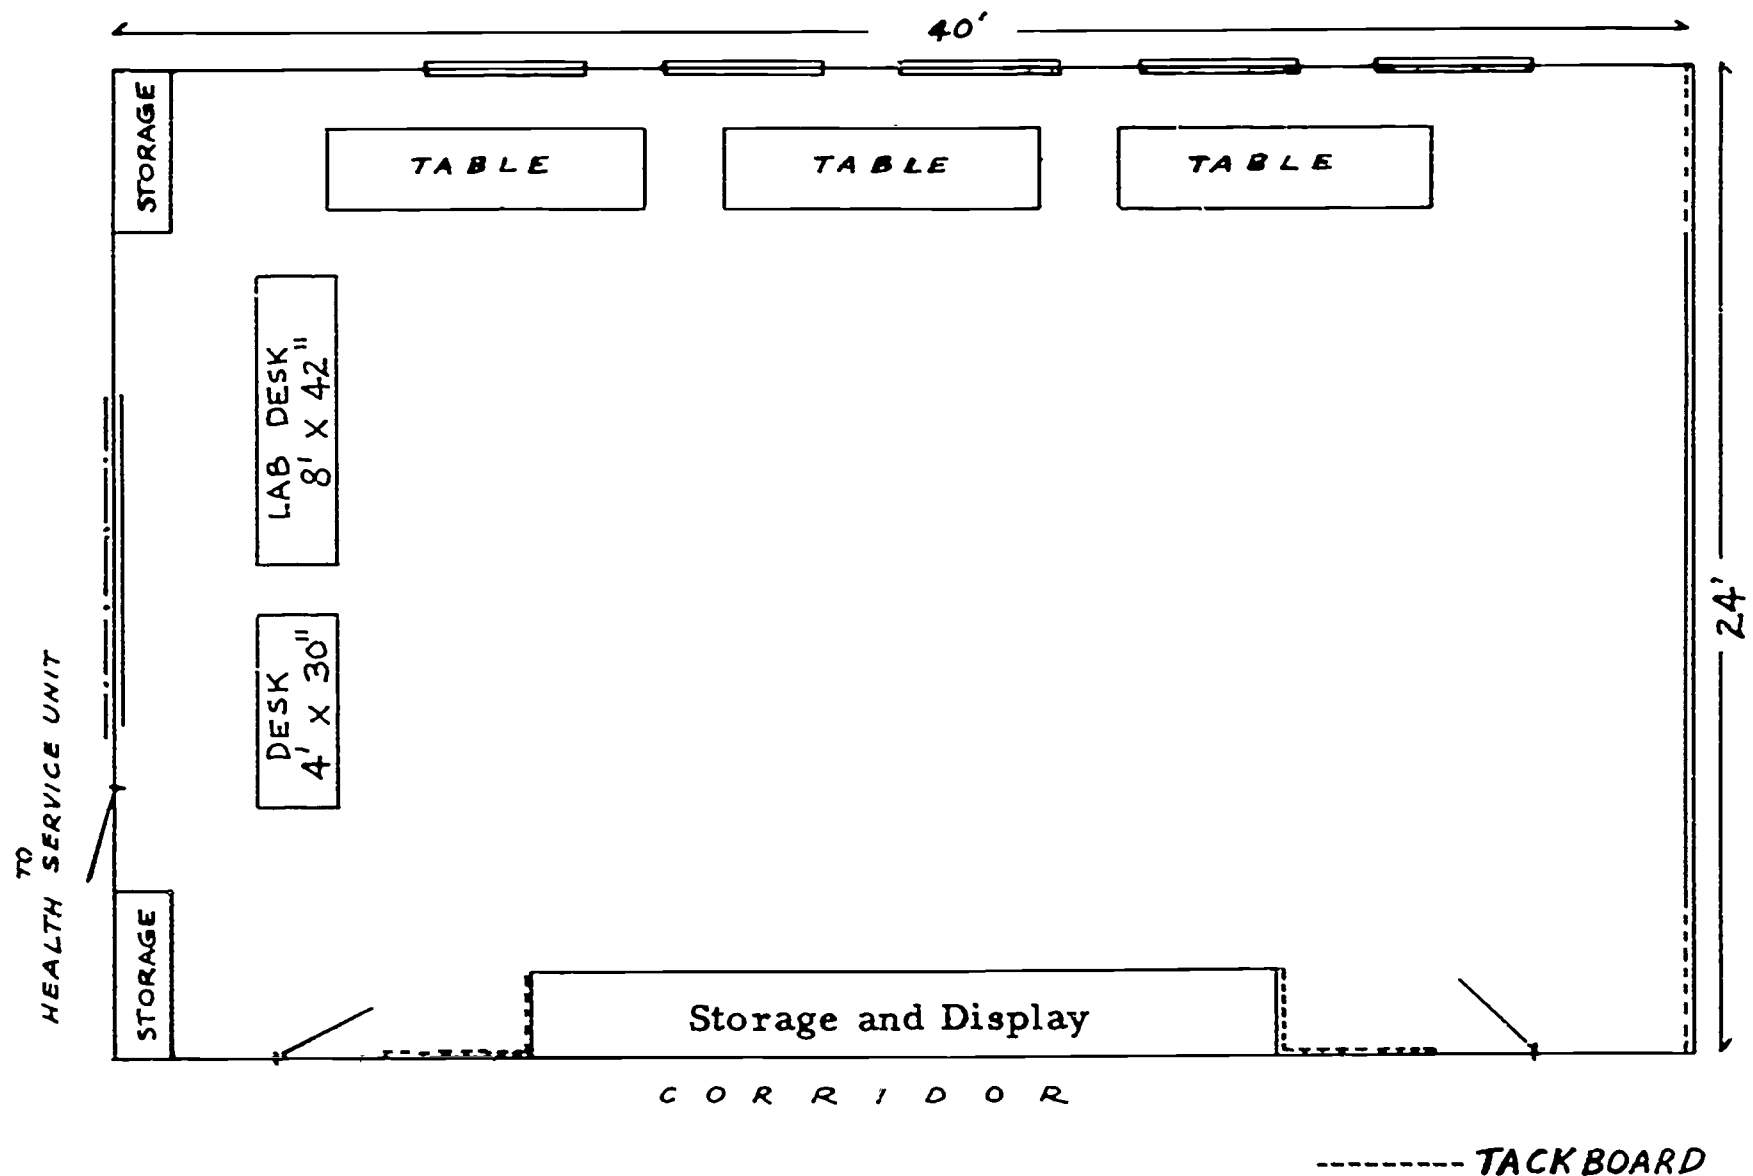 40'
STORAGE
TABLE
TABLE
TABLE
LAB DESK
8' X 42"
24'
DESK
4' X 30"
TO
HEALTH SERVICE UNIT
STORAGE
Storage and Display
CORRIDOR
TACKBOARD